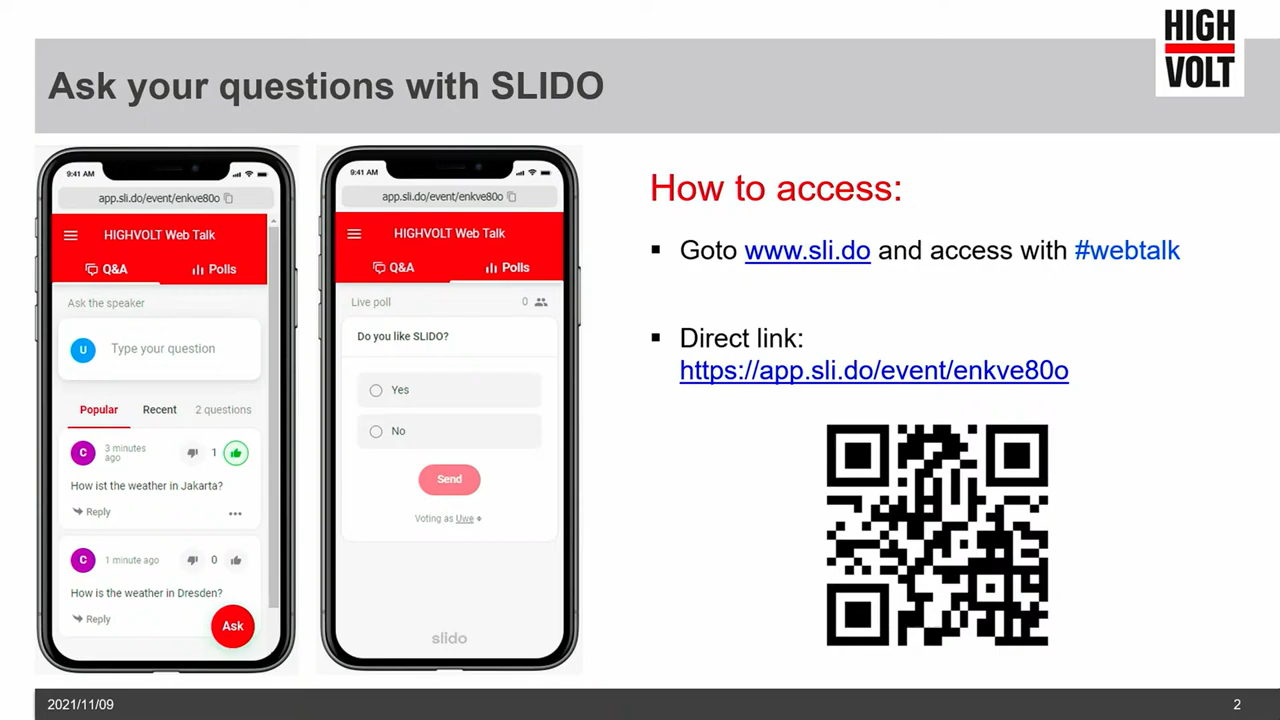 HIGH
VOLT
Ask your questions with SLIDO
9:41 AM
app.sli.do/event/enkve80o
HIGHVOLT Web Talk
Q&A
Polls
Ask the speaker
U
Type your question
Popular
Recent
2 questions
C
3 minutes
ago
1
How ist the weather in Jakarta?
Reply
C
1 minute ago
0
How is the weather in Dresden?
Reply
Ask
9:41 AM
app.sli.do/event/enkve80o
HIGHVOLT Web Talk
Q&A
Polls
Live poll
0
Do you like SLIDO?
Yes
No
Send
Voting as Uwe
slido
How to access:
▪ Goto www.sli.do and access with #webtalk
▪ Direct link:
https://app.sli.do/event/enkve80o
2021/11/09
2